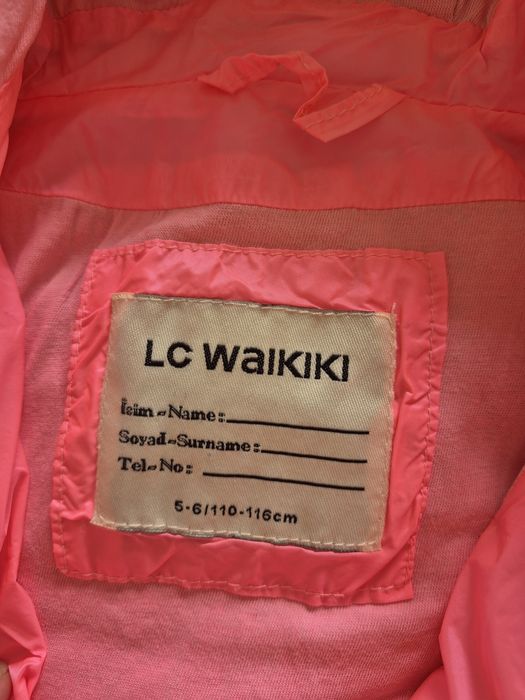 LC WaIKIKI
İsim-Name:
Soyad-Surname:
Tel-No:
5-6/110-116cm